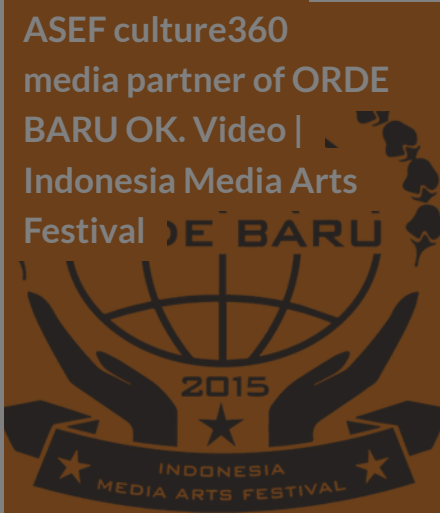 ASEF culture360
media partner of ORDE
BARU OK. Video |
Indonesia Media Arts
Festival
DE BARU
2015
INDONESIA
MEDIA ARTS FESTIVAL